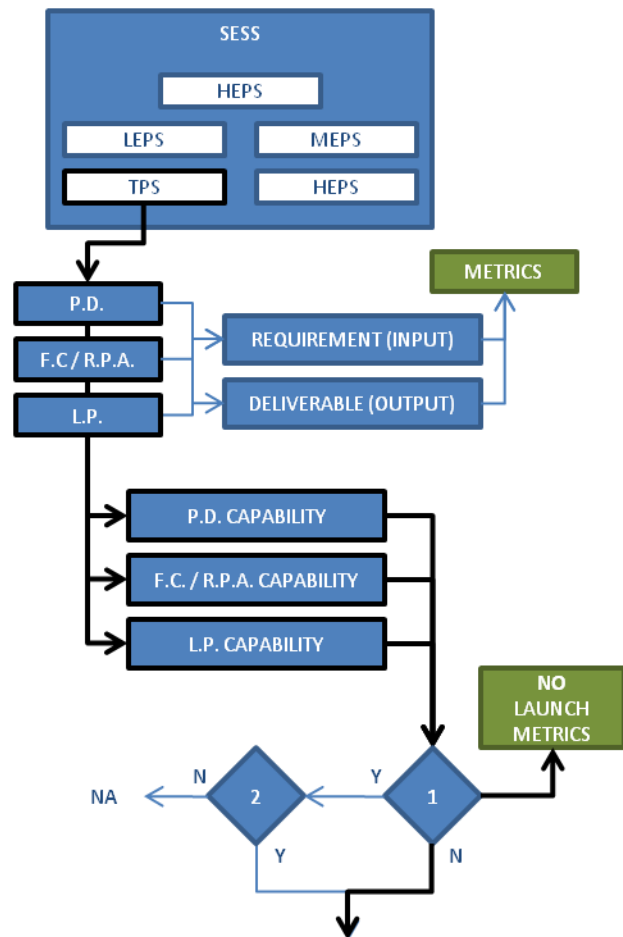 SESS
HEPS
LEPS
MEPS
TPS
HEPS
METRICS
P.D.
F.C / R.P.A.
L.P.
REQUIREMENT (INPUT)
DELIVERABLE (OUTPUT)
P.D. CAPABILITY
F.C. / R.P.A. CAPABILITY
L.P. CAPABILITY
NO
LAUNCH
METRICS
NA
N
2
Y
1
Y
N